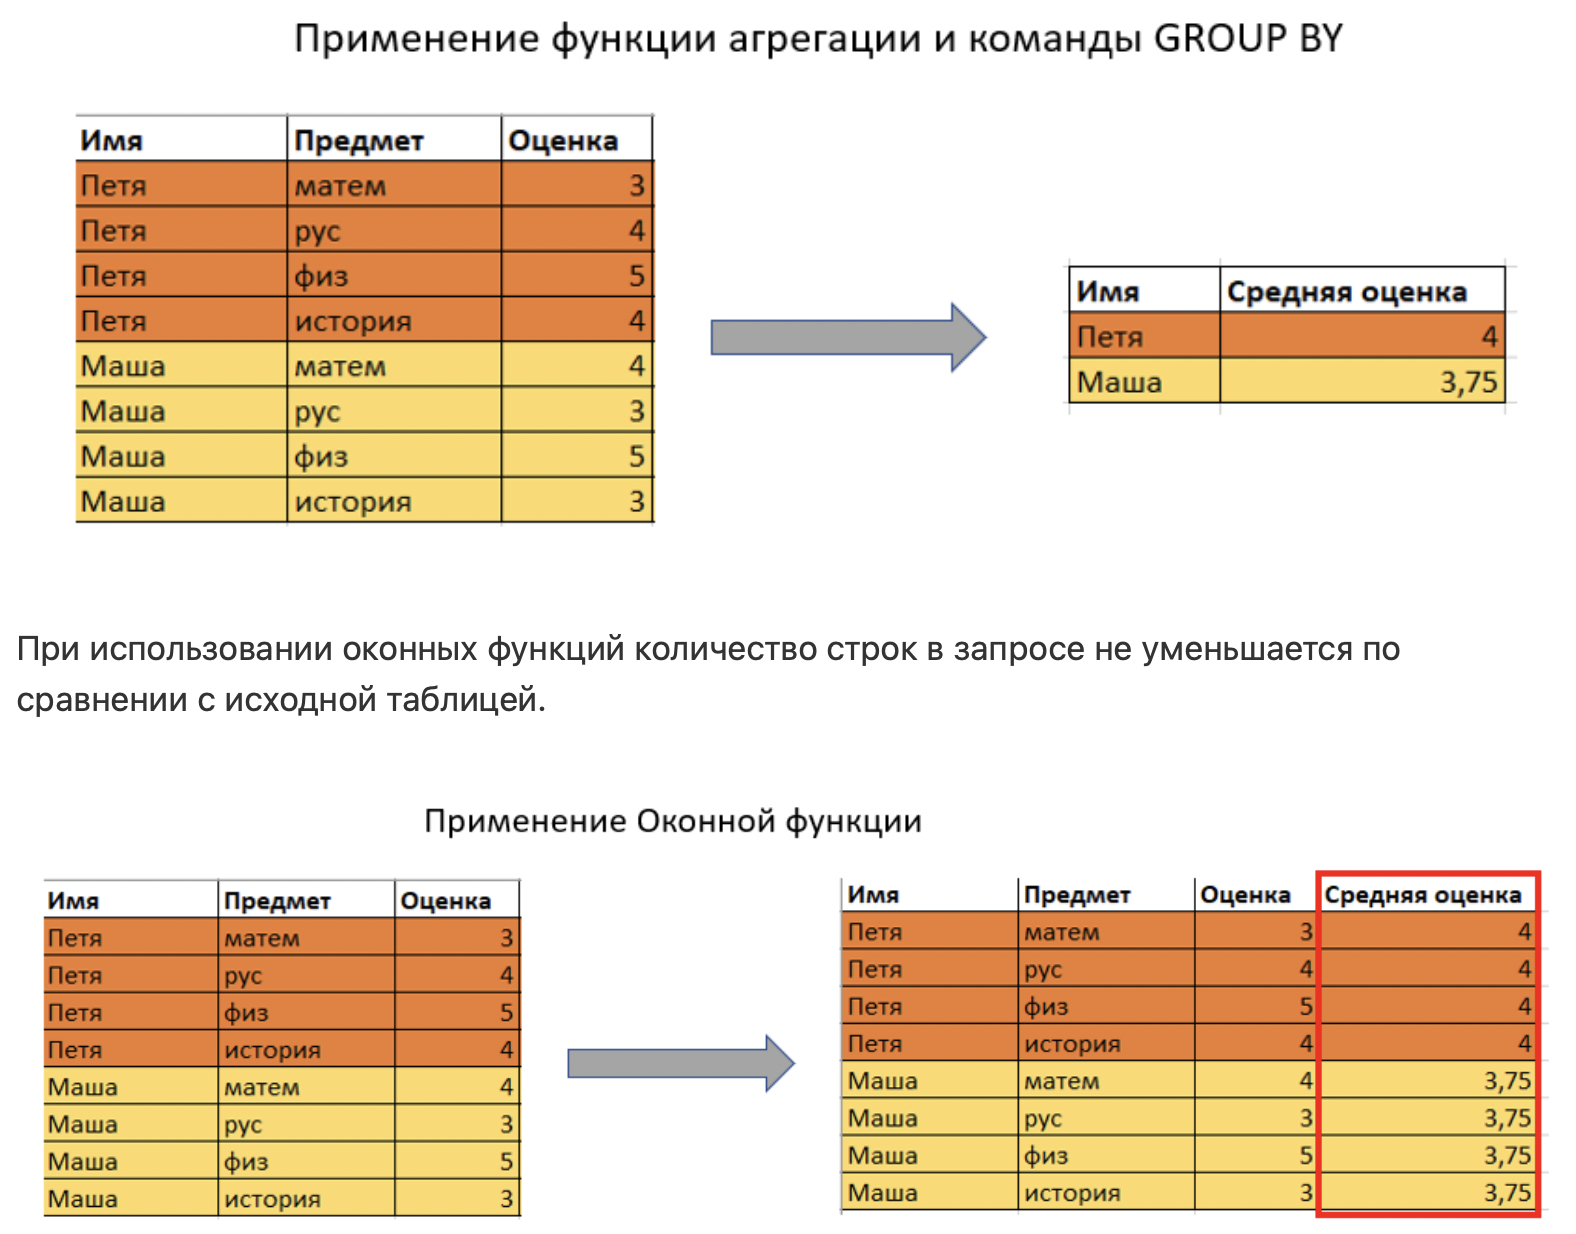 Применение функции агрегации и команды GROUP BY
Имя Предмет Оценка
Петя матем 3
Петя рус 4
Петя физ 5
Петя история 4
Маша матем 4
Маша рус 3
Маша физ 5
Маша история 3
Имя Средняя оценка
Петя 4
Маша 3,75
При использовании оконных функций количество строк в запросе не уменьшается по
сравнении с исходной таблицей.
Применение Оконной функции
Имя Предмет Оценка
Петя матем 3
Петя рус 4
Петя физ 5
Петя история 4
Маша матем 4
Маша рус 3
Маша физ 5
Маша история 3
Имя Предмет Оценка Средняя оценка
Петя матем 3 4
Петя рус 4 4
Петя физ 5 4
Петя история 4 4
Маша матем 4 3,75
Маша рус 3 3,75
Маша физ 5 3,75
Маша история 3 3,75